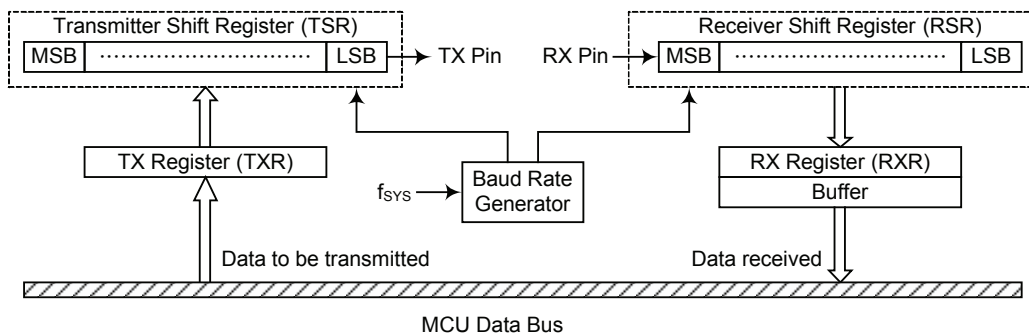 Transmitter Shift Register (TSR)
MSB
LSB
TX Pin
RX Pin
Receiver Shift Register (RSR)
MSB
LSB
TX Register (TXR)
fSYS
Baud Rate
Generator
RX Register (RXR)
Buffer
Data to be transmitted
Data received
MCU Data Bus